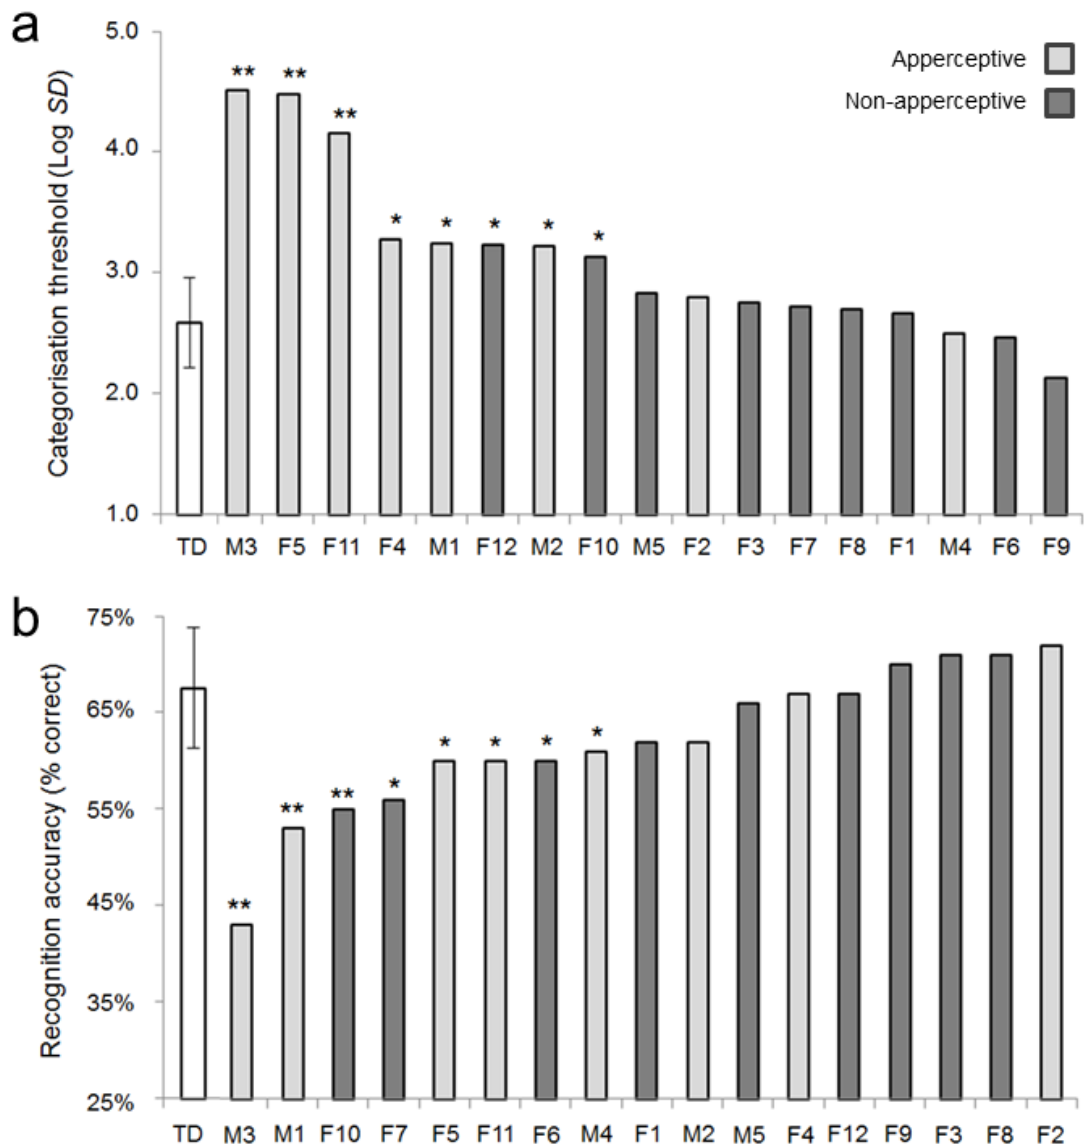 a
Categorisation threshold (Log SD)
5.0
4.0
3.0
2.0
1.0
Apperceptive
Non-apperceptive
** ** ** * * * * *
TD M3 F5 F11 F4 M1 F12 M2 F10 M5 F2 F3 F7 F8 F1 M4 F6 F9
b
Recognition accuracy (% correct)
75%
65%
55%
45%
35%
25%
** ** ** * * * * *
TD M3 M1 F10 F7 F5 F11 F6 M4 F1 M2 M5 F4 F12 F9 F3 F8 F2